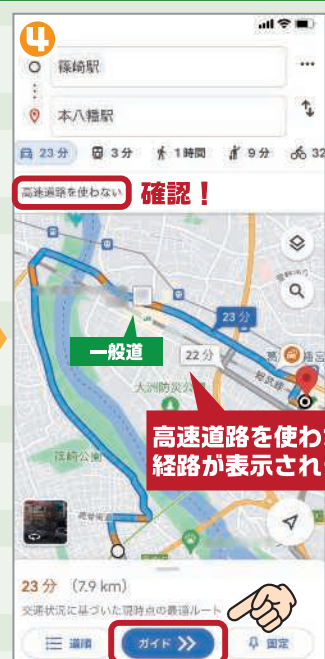 4
篠崎駅
本八幡駅
23分 3分 1時間 9分 32
高速道路を使わない 確認！
23分
一般道
22分
大洲防災公
篠崎公園
高速道路を使わ
経路が表示され
23分 (7.9 km)
交通状況に基づいた現時点の最適ルート
道順 ガイド 固定